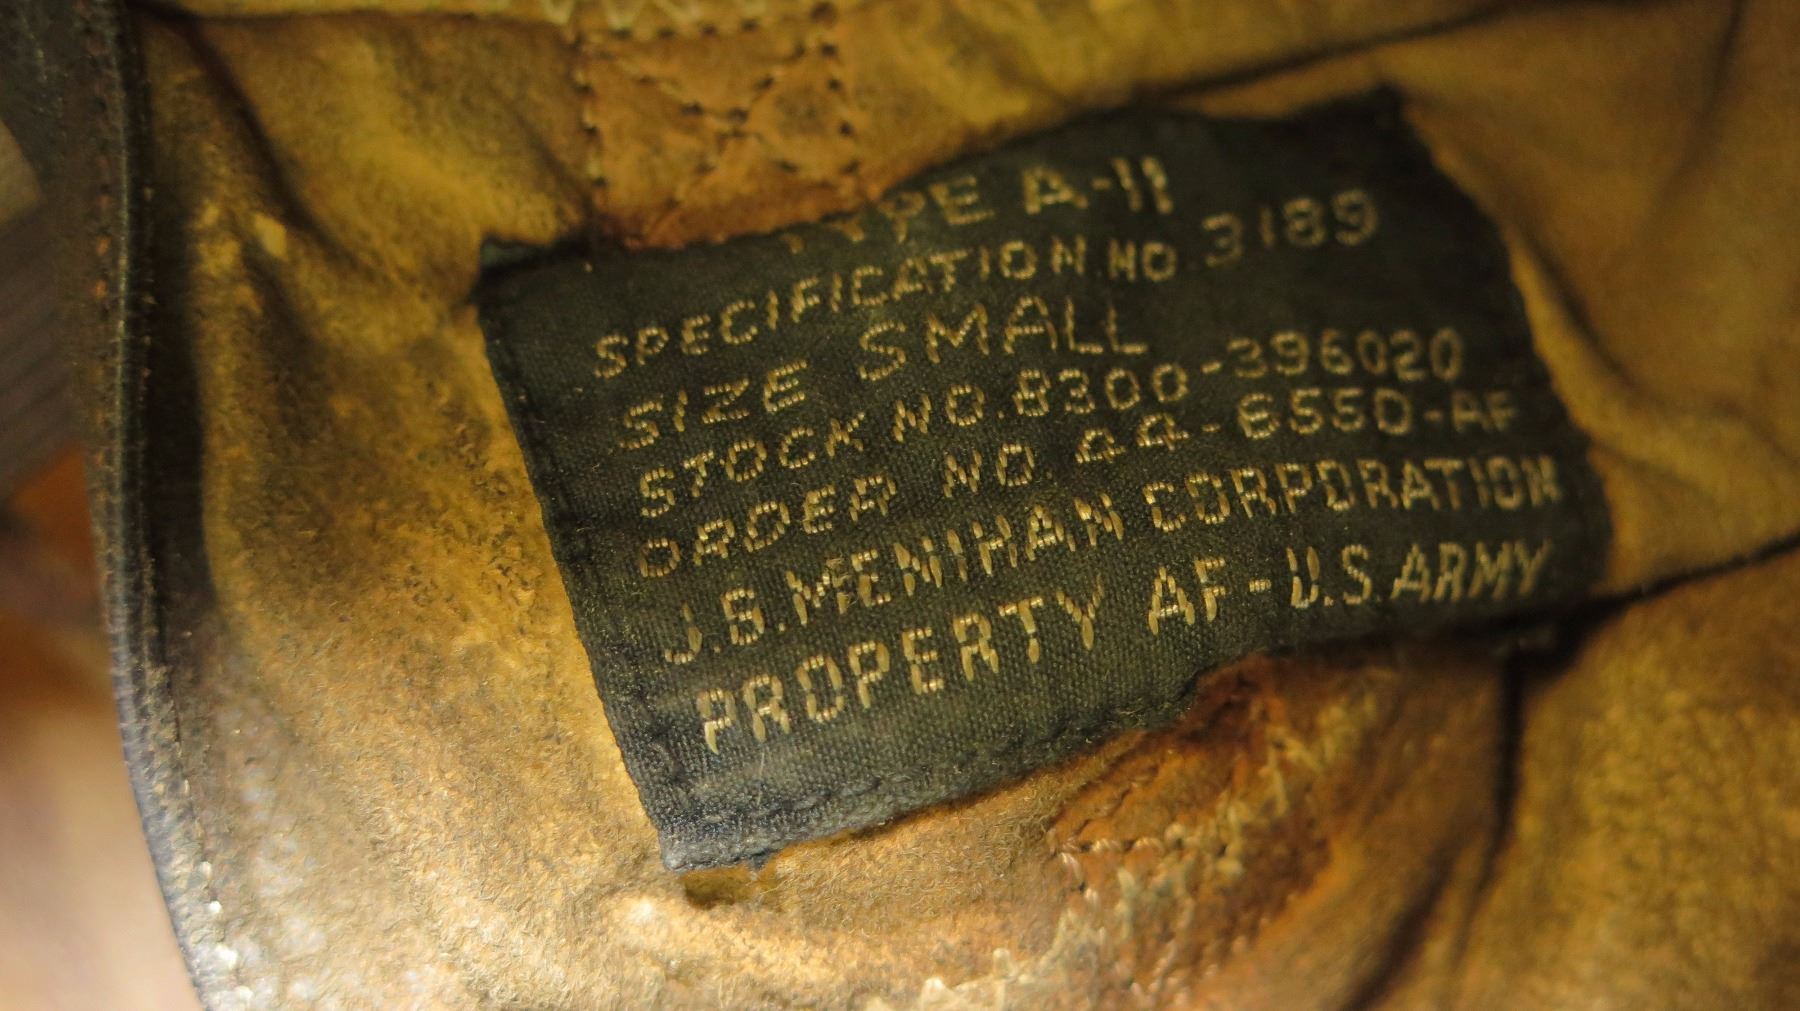 TYPE A-11
SPECIFICATION NO. 3189
SIZE SMALL
STOCK NO. 8300-396020
ORDER NO. 44-6550-AF
J.B. MENIHAN CORPORATION
PROPERTY AF-U.S. ARMY